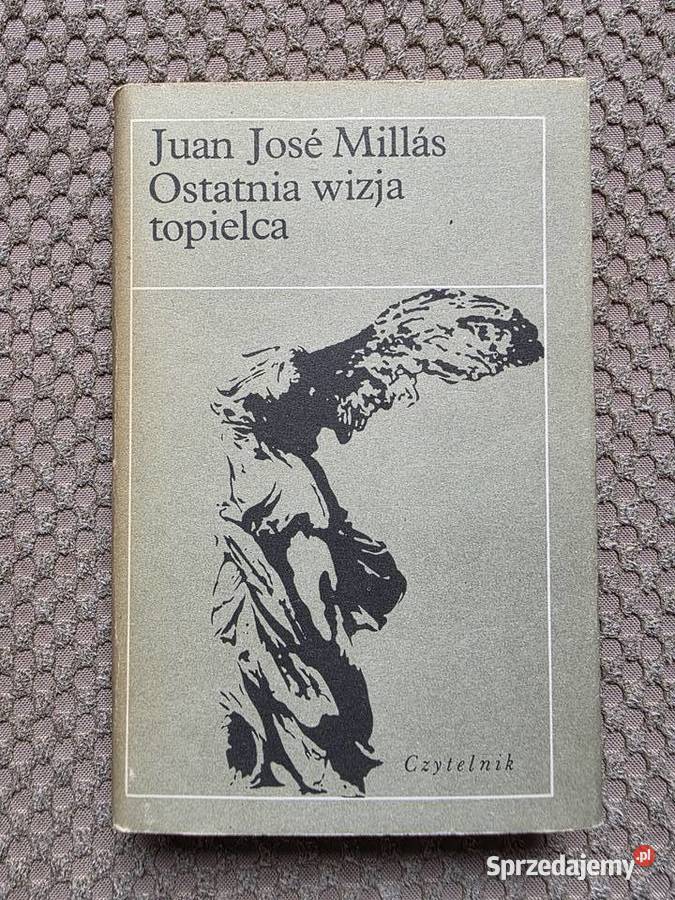 Juan José Millás
Ostatnia wizja
topielca
Czytelnik
Sprzedajemy.pl